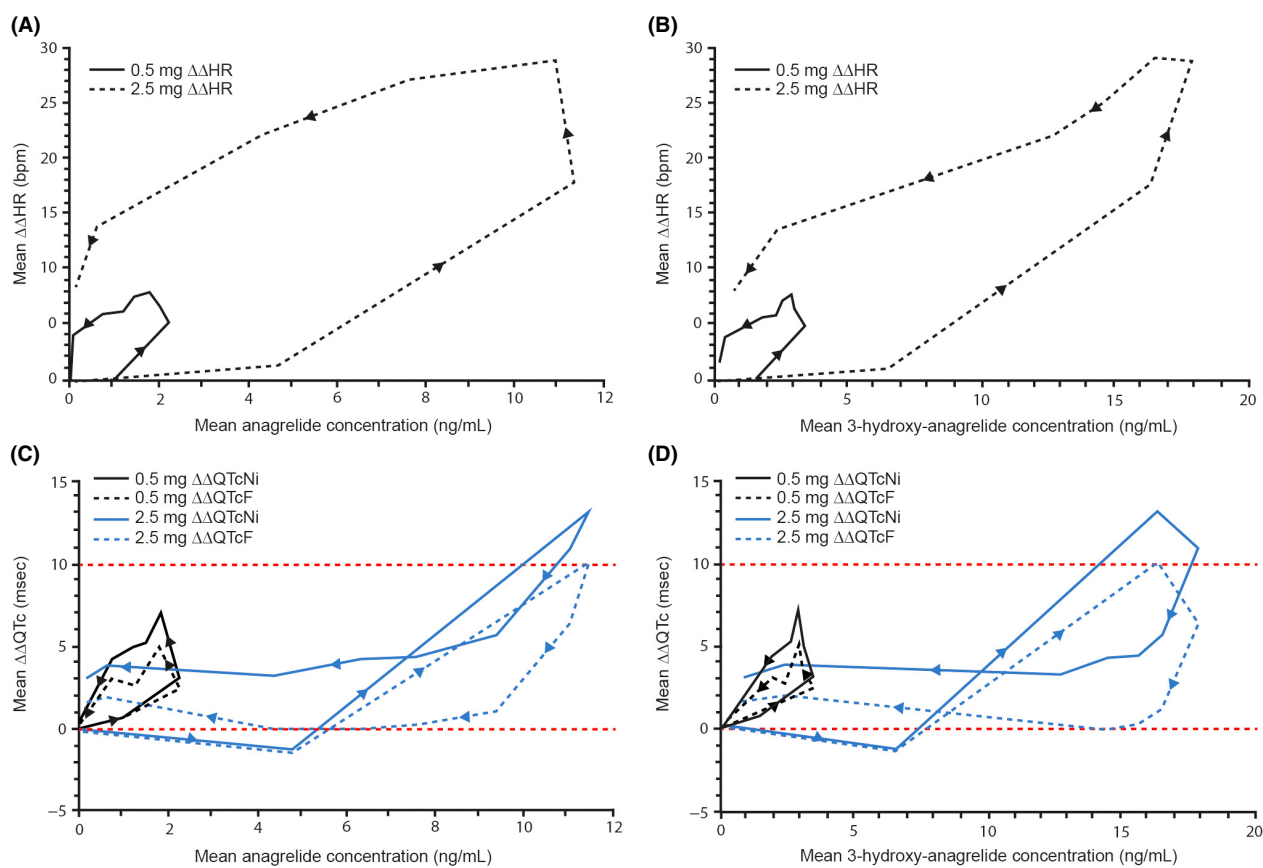 (A)
30
25
20
15
10
0
0
Mean ΔΔHR (bpm)
0.5 mg ΔΔHR
2.5 mg ΔΔHR
0 2 4 6 8 10 12
Mean anagrelide concentration (ng/mL)
(B)
30
25
20
15
10
0
0
Mean ΔΔHR (bpm)
0.5 mg ΔΔHR
2.5 mg ΔΔHR
0 5 10 15 20
Mean 3-hydroxy-anagrelide concentration (ng/mL)
(C)
15
10
5
0
−5
Mean ΔΔQTc (msec)
0.5 mg ΔΔQTcNi
0.5 mg ΔΔQTcF
2.5 mg ΔΔQTcNi
2.5 mg ΔΔQTcF
0 2 4 6 8 10 12
Mean anagrelide concentration (ng/mL)
(D)
15
10
5
0
−5
Mean ΔΔQTc (msec)
0.5 mg ΔΔQTcNi
0.5 mg ΔΔQTcF
2.5 mg ΔΔQTcNi
2.5 mg ΔΔQTcF
0 5 10 15 20
Mean 3-hydroxy-anagrelide concentration (ng/mL)